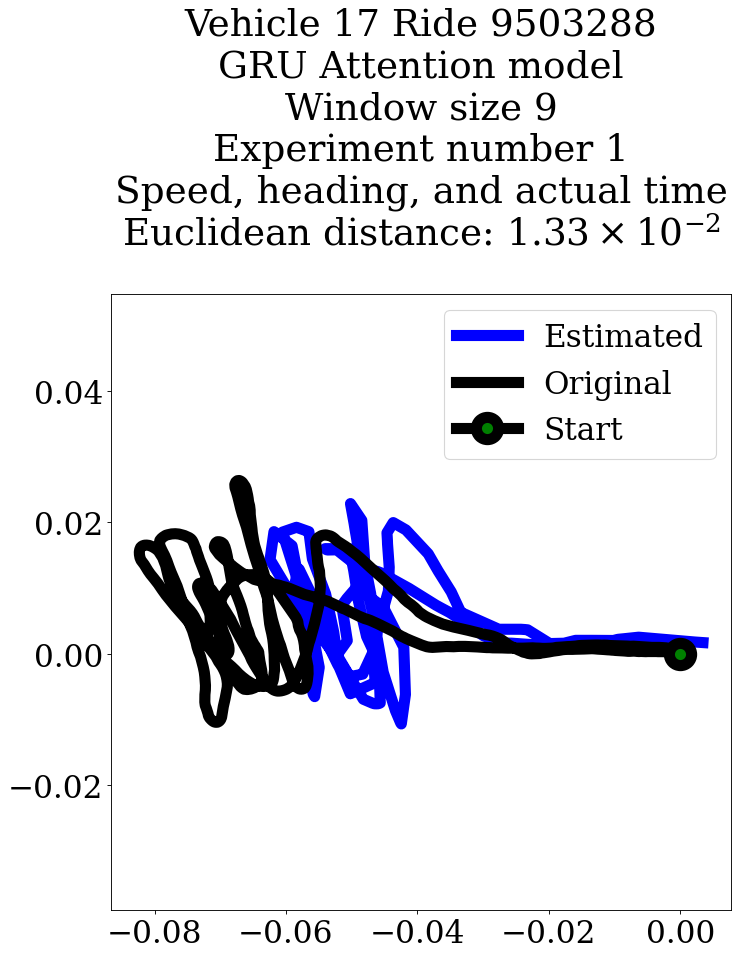 Vehicle 17 Ride 9503288
GRU Attention model
Window size 9
Experiment number 1
Speed, heading, and actual time
Euclidean distance: 1.33 × 10⁻²
Estimated
Original
Start
0.04
0.02
0.00
−0.02
−0.08 −0.06 −0.04 −0.02 0.00